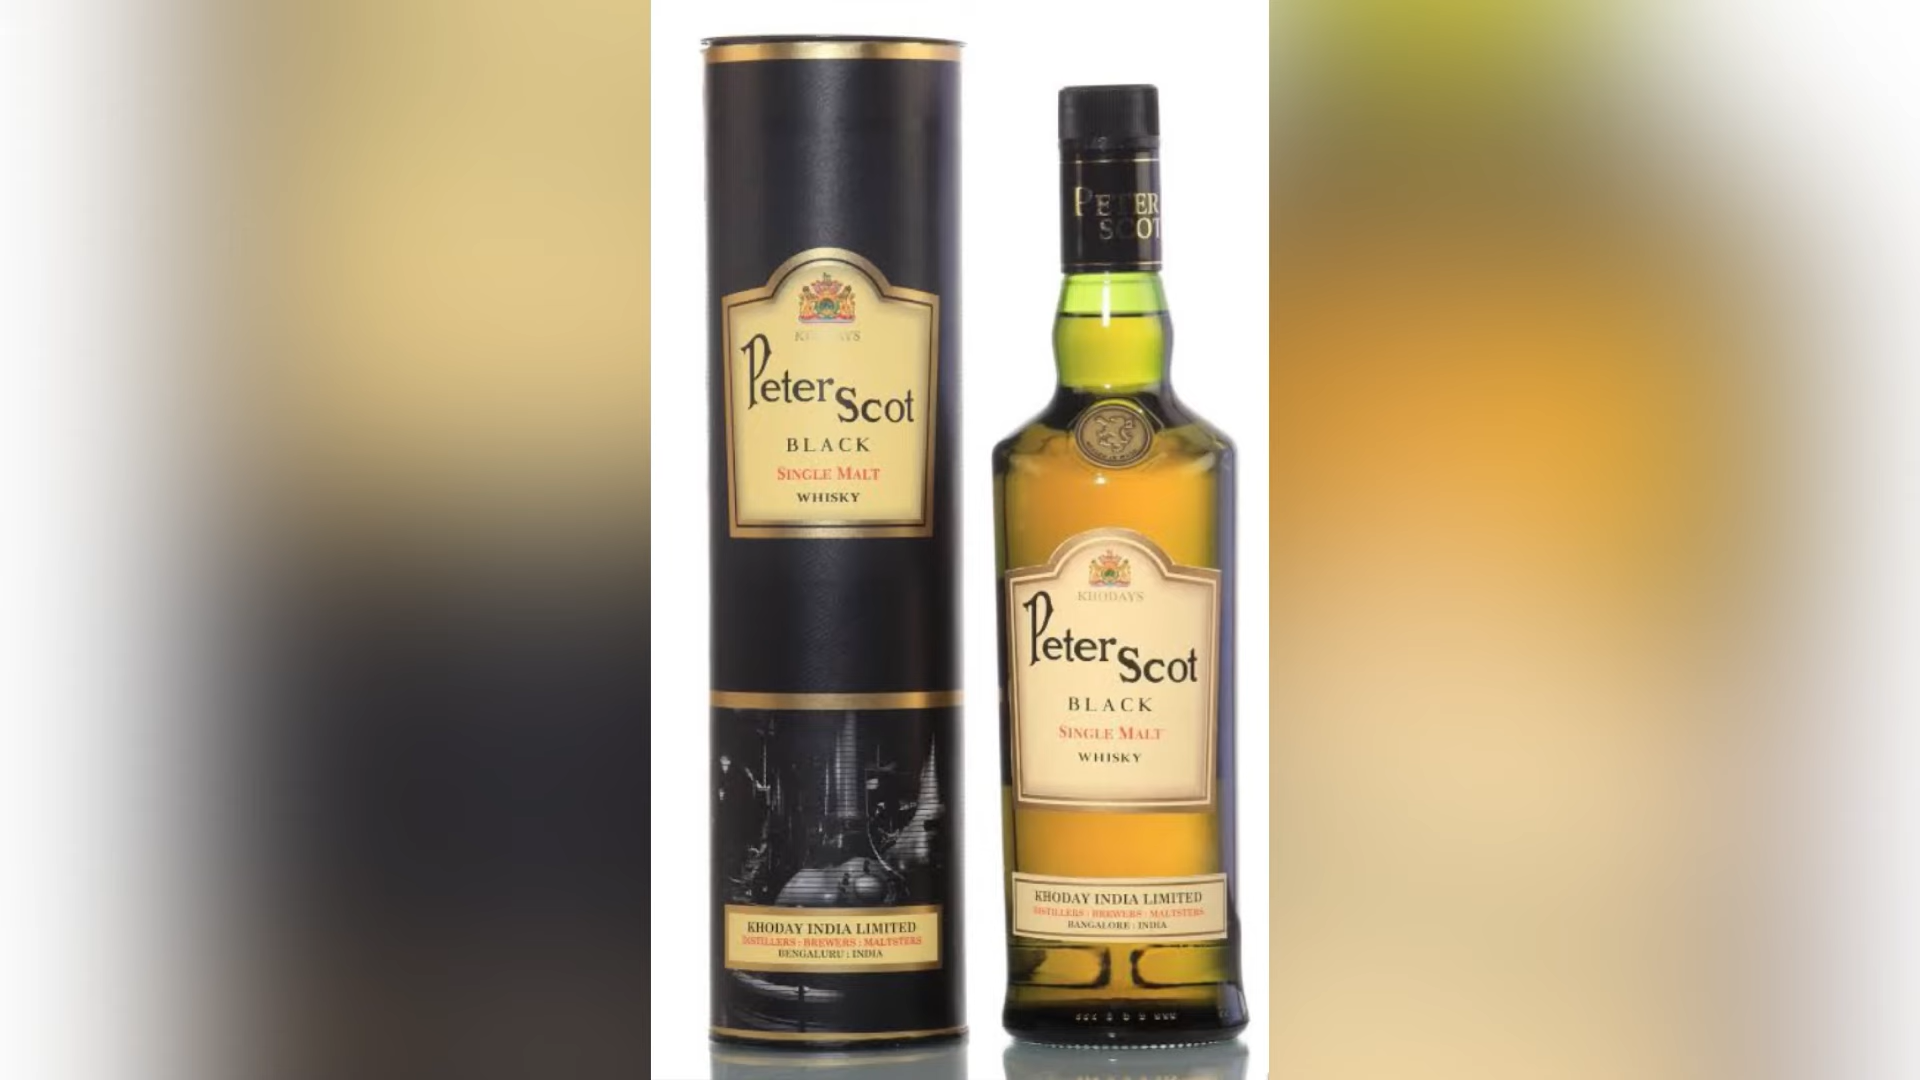 KHODAYS
Peter Scot
BLACK
SINGLE MALT
WHISKY
KHODAY INDIA LIMITED
DISTILLERS : BREWERS : MALTSTERS
BENGALURU : INDIA
PETER
SCOT
KHODAYS
Peter Scot
BLACK
SINGLE MALT
WHISKY
KHODAY INDIA LIMITED
DISTILLERS : BREWERS : MALTSTERS
BANGALORE : INDIA